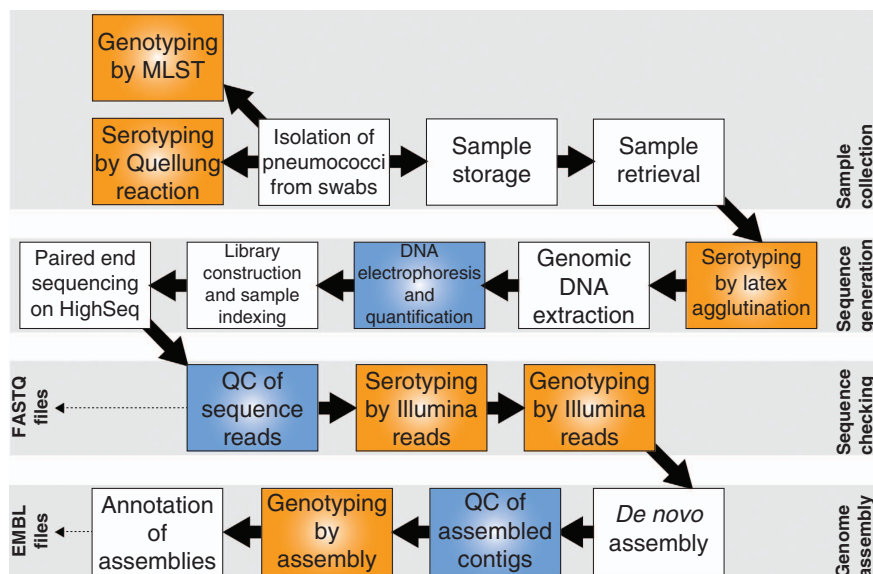 Genotyping
by MLST
Serotyping
by Quellung
reaction
Isolation of
pneumococci
from swabs
Sample
storage
Sample
retrieval
Sample
collection
Paired end
sequencing
on HighSeq
Library
construction
and sample
indexing
DNA
electrophoresis
and
quantification
Genomic
DNA
extraction
Serotyping
by latex
agglutination
Sequence
generation
FASTQ
files
QC of
sequence
reads
Serotyping
by Illumina
reads
Genotyping
by Illumina
reads
Sequence
checking
EMBL
files
Annotation
of
assemblies
Genotyping
by
assembly
QC of
assembled
contigs
De novo
assembly
Genome
assembly